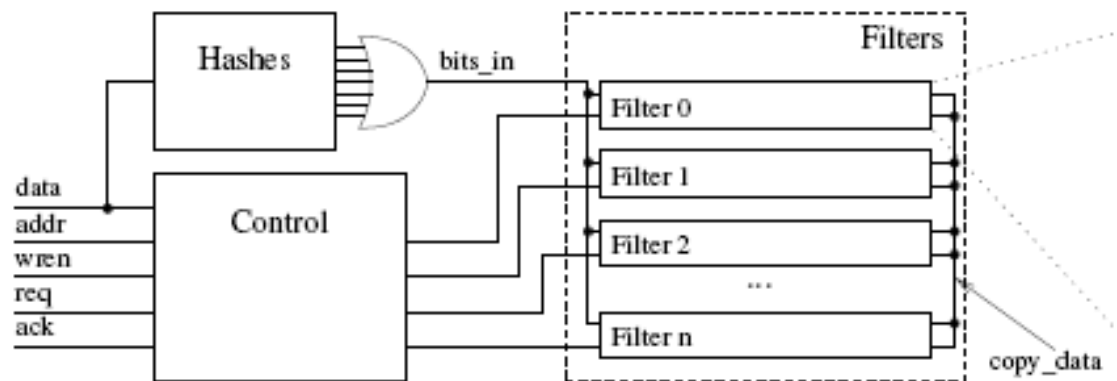 Hashes
bits_in
Filters
Filter 0
Filter 1
Filter 2
...
Filter n
data
addr
wren
req
ack
Control
copy_data